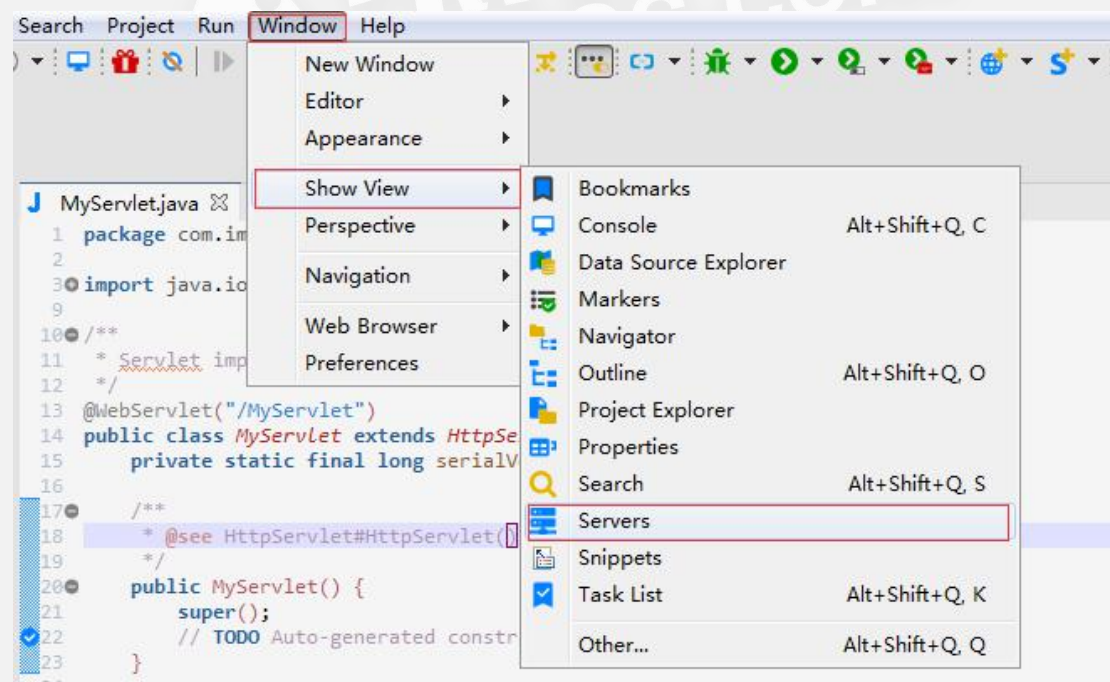 Search Project Run Window Help
New Window
Editor
Appearance
Show View
Perspective
Navigation
Web Browser
Preferences
Bookmarks
Console Alt+Shift+Q, C
Data Source Explorer
Markers
Navigator
Outline Alt+Shift+Q, O
Project Explorer
Properties
Search Alt+Shift+Q, S
Servers
Snippets
Task List Alt+Shift+Q, K
Other... Alt+Shift+Q, Q
MyServlet.java
1 package com.im
2
3 import java.io
9
10 /**
11 * Servlet imp
12 */
13 @WebServlet("/MyServlet")
14 public class MyServlet extends HttpSe
15 private static final long serialV
16
17 /**
18 * @see HttpServlet#HttpServlet()
19 */
20 public MyServlet() {
21 super();
22 // TODO Auto-generated constr
23 }